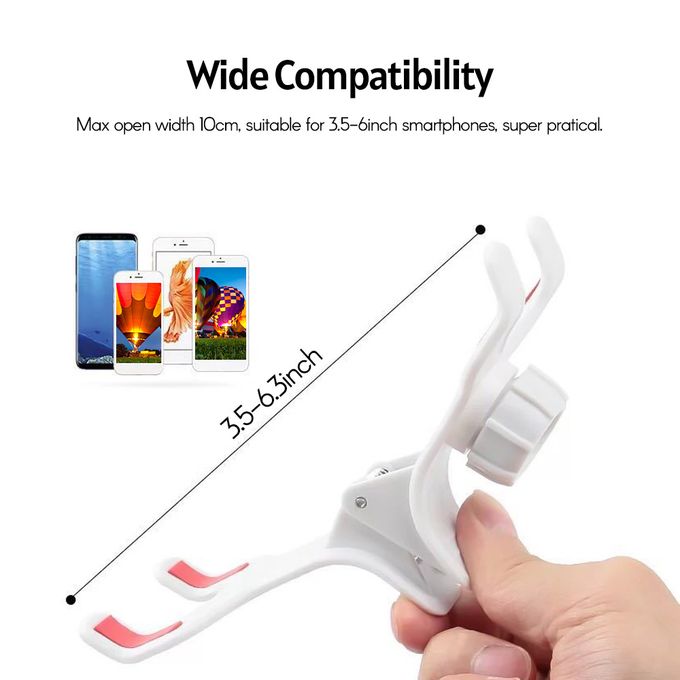 Wide Compatibility
Max open width 10cm, suitable for 3.5-6inch smartphones, super pratical.
3.5-6.3inch